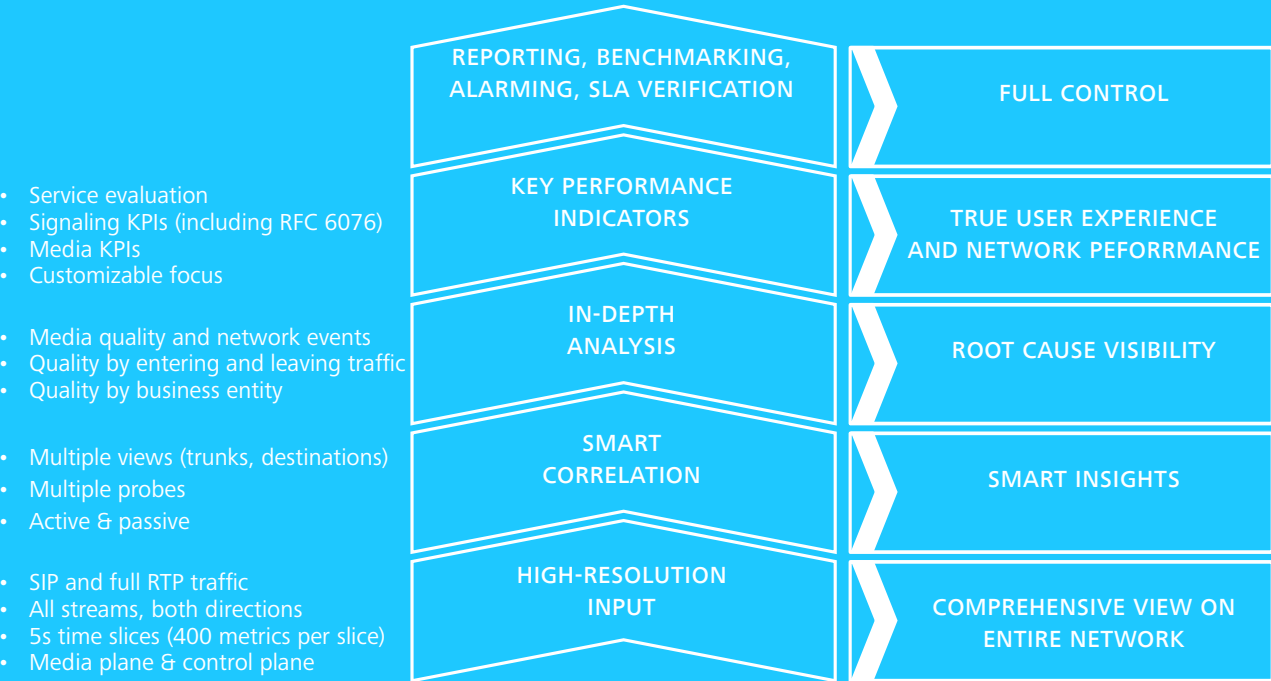 REPORTING, BENCHMARKING,
ALARMING, SLA VERIFICATION
FULL CONTROL
• Service evaluation
• Signaling KPIs (including RFC 6076)
• Media KPIs
• Customizable focus
KEY PERFORMANCE
INDICATORS
TRUE USER EXPERIENCE
AND NETWORK PEFORRMANCE
• Media quality and network events
• Quality by entering and leaving traffic
• Quality by business entity
IN-DEPTH
ANALYSIS
ROOT CAUSE VISIBILITY
• Multiple views (trunks, destinations)
• Multiple probes
• Active & passive
SMART
CORRELATION
SMART INSIGHTS
• SIP and full RTP traffic
• All streams, both directions
• 5s time slices (400 metrics per slice)
• Media plane & control plane
HIGH-RESOLUTION
INPUT
COMPREHENSIVE VIEW ON
ENTIRE NETWORK